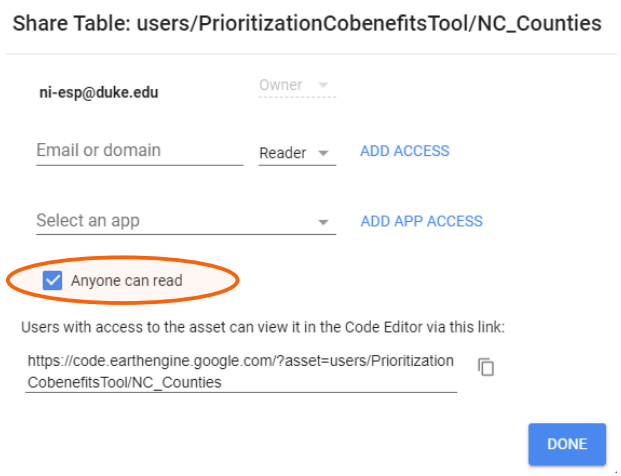 Share Table: users/PrioritizationCobenefitsTool/NC_Counties
ni-esp@duke.edu Owner
Email or domain Reader ADD ACCESS
Select an app ADD APP ACCESS
Anyone can read
Users with access to the asset can view it in the Code Editor via this link:
https://code.earthengine.google.com/?asset=users/Prioritization
CobenefitsTool/NC_Counties
DONE